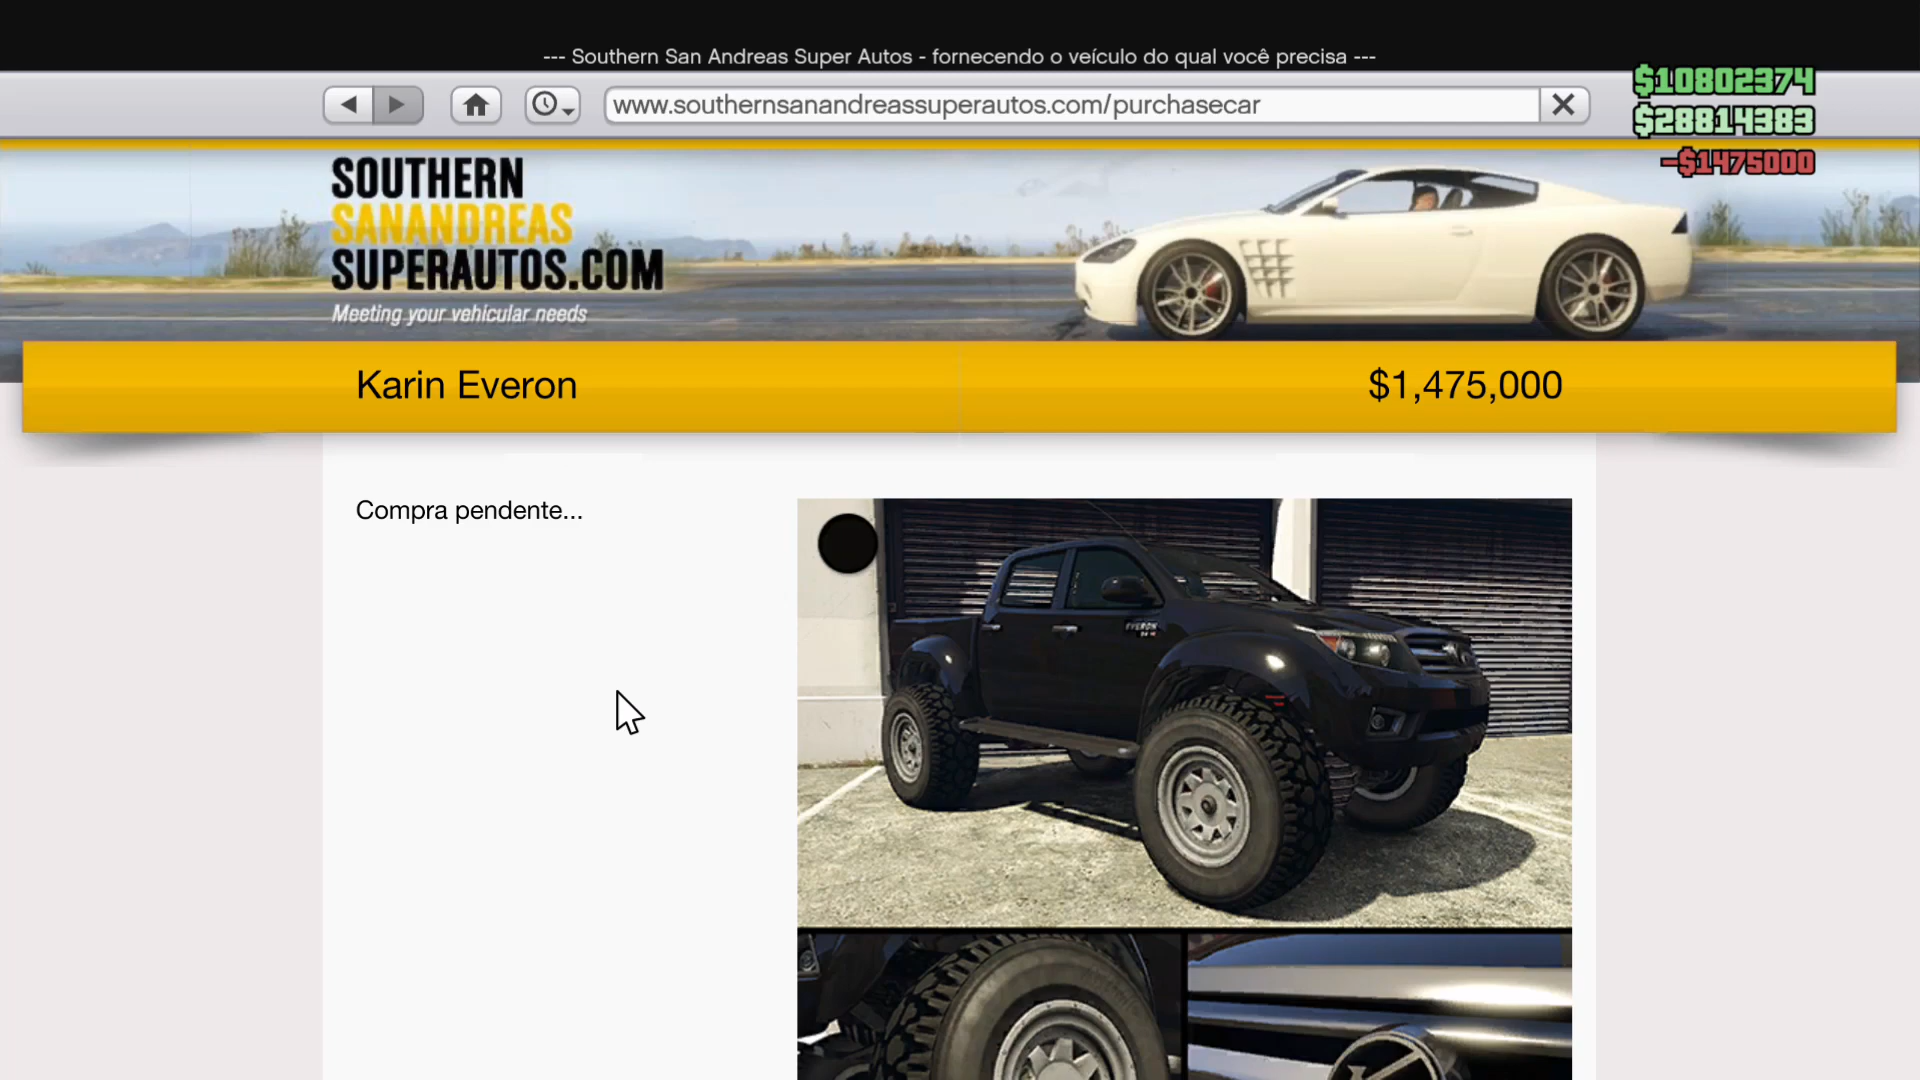 --- Southern San Andreas Super Autos - fornecendo o veículo do qual você precisa ---
www.southernsanandreassuperautos.com/purchasecar
$10802374
$28814383
-$1475000
SOUTHERN
SANANDREAS
SUPERAUTOS.COM
Meeting your vehicular needs
Karin Everon
$1,475,000
Compra pendente...
EVERON